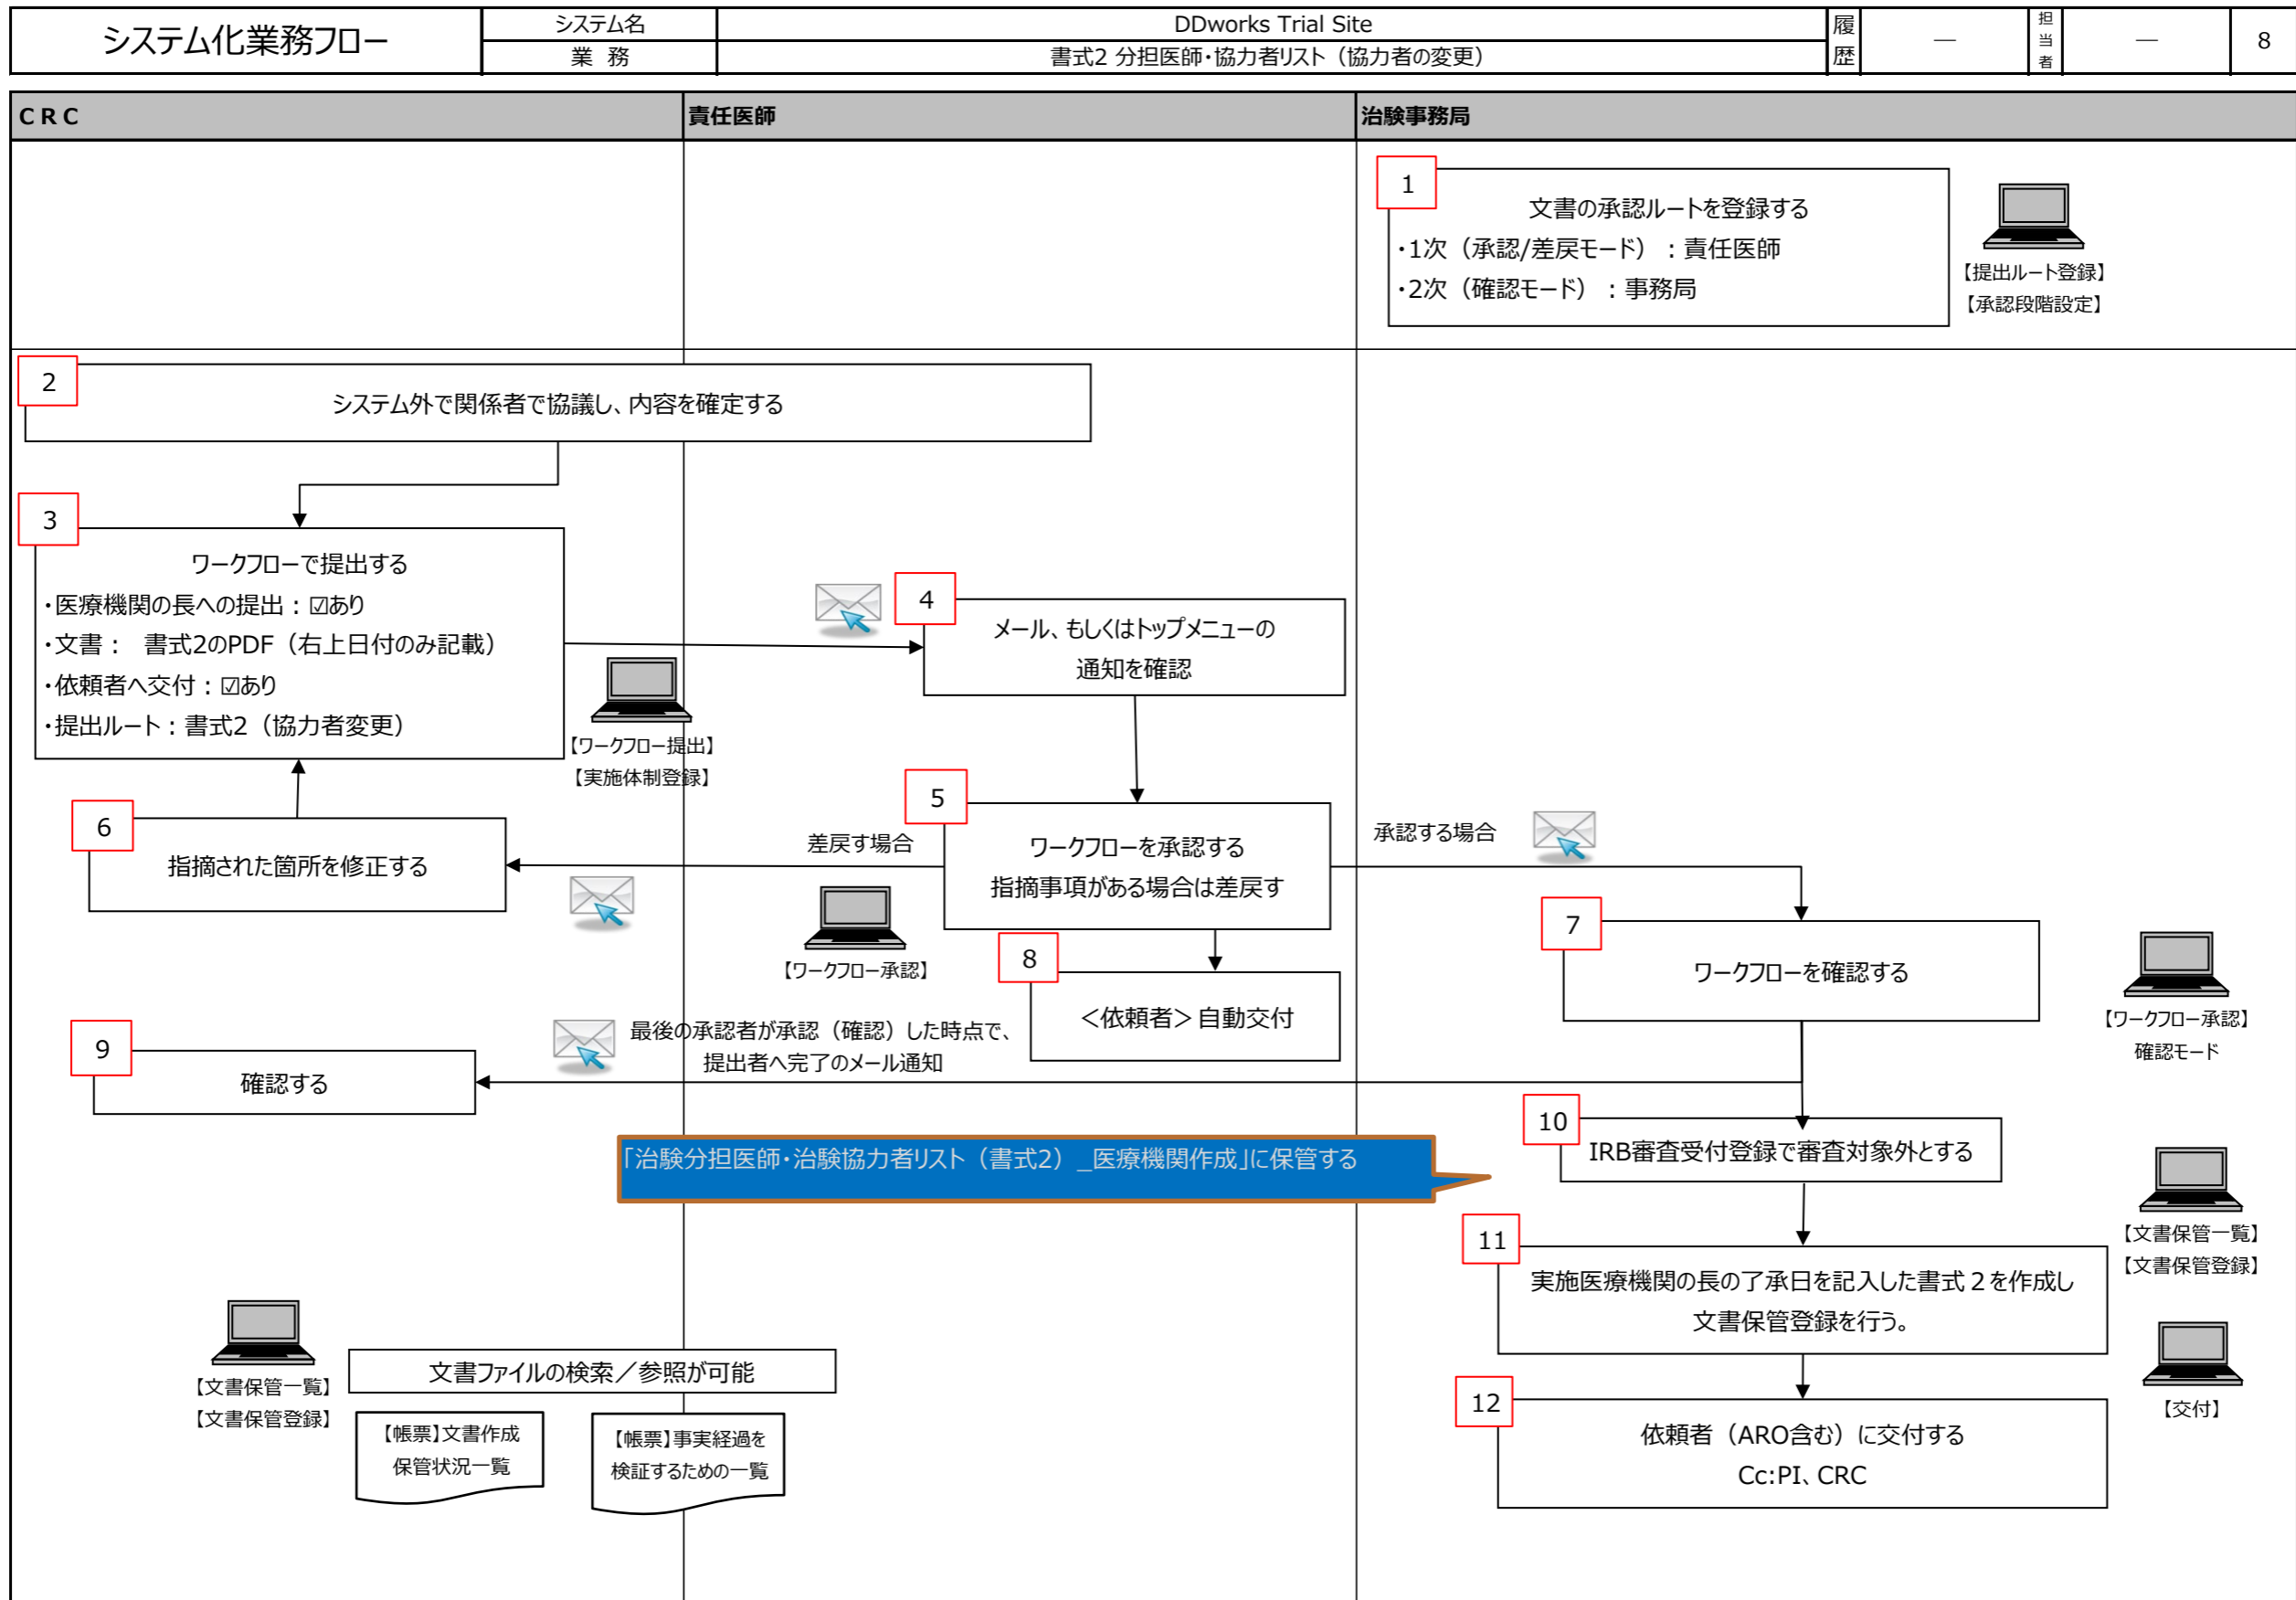 システム化業務フロー
システム名
DDworks Trial Site
履歴
―
担当者
―
8
業 務
書式2 分担医師・協力者リスト（協力者の変更）
CRC
責任医師
治験事務局
1
文書の承認ルートを登録する
・1次（承認/差戻モード）：責任医師
・2次（確認モード）：事務局
【提出ルート登録】
【承認段階設定】
2
システム外で関係者で協議し、内容を確定する
3
ワークフローで提出する
・医療機関の長への提出：☑あり
・文書： 書式2のPDF（右上日付のみ記載）
・依頼者へ交付：☑あり
・提出ルート：書式2（協力者変更）
【ワークフロー提出】
【実施体制登録】
4
メール、もしくはトップメニューの
通知を確認
5
ワークフローを承認する
指摘事項がある場合は差戻す
差戻す場合
承認する場合
【ワークフロー承認】
6
指摘された箇所を修正する
7
ワークフローを確認する
【ワークフロー承認】
確認モード
8
＜依頼者＞自動交付
9
確認する
最後の承認者が承認（確認）した時点で、
提出者へ完了のメール通知
10
IRB審査受付登録で審査対象外とする
「治験分担医師・治験協力者リスト（書式2）_医療機関作成」に保管する
11
実施医療機関の長の了承日を記入した書式２を作成し
文書保管登録を行う。
【文書保管一覧】
【文書保管登録】
12
依頼者（ARO含む）に交付する
Cc:PI、CRC
【交付】
【文書保管一覧】
【文書保管登録】
文書ファイルの検索／参照が可能
【帳票】文書作成
保管状況一覧
【帳票】事実経過を
検証するための一覧